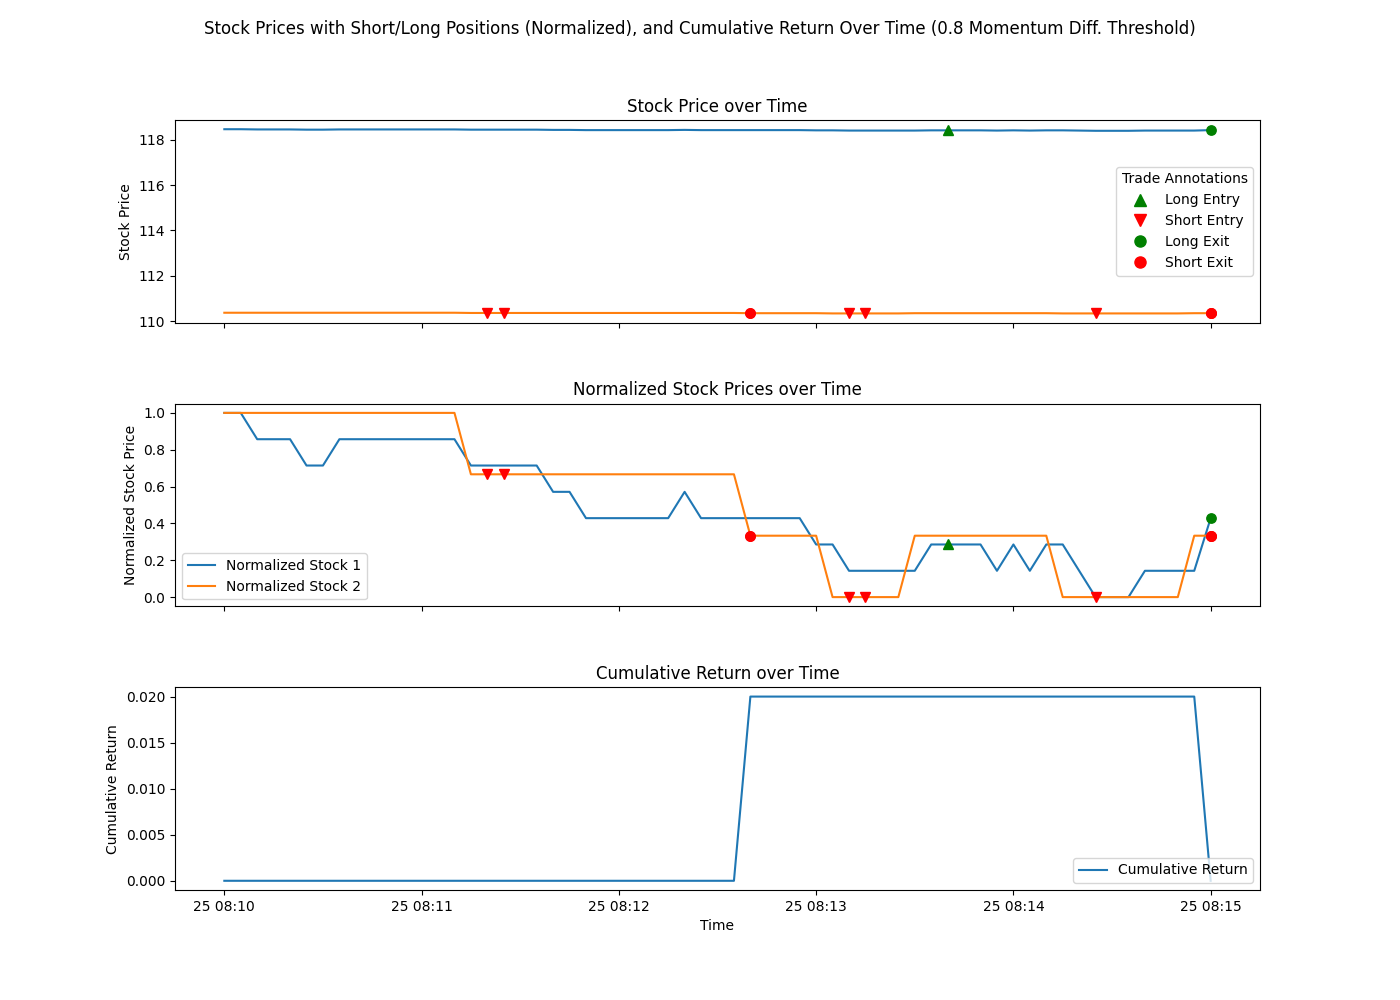 Stock Prices with Short/Long Positions (Normalized), and Cumulative Return Over Time (0.8 Momentum Diff. Threshold)
Stock Price over Time
Stock Price
118
116
114
112
110
Trade Annotations
Long Entry
Short Entry
Long Exit
Short Exit
Normalized Stock Prices over Time
Normalized Stock Price
1.0
0.8
0.6
0.4
0.2
0.0
Normalized Stock 1
Normalized Stock 2
Cumulative Return over Time
Cumulative Return
0.020
0.015
0.010
0.005
0.000
Cumulative Return
25 08:10 25 08:11 25 08:12 25 08:13 25 08:14 25 08:15
Time